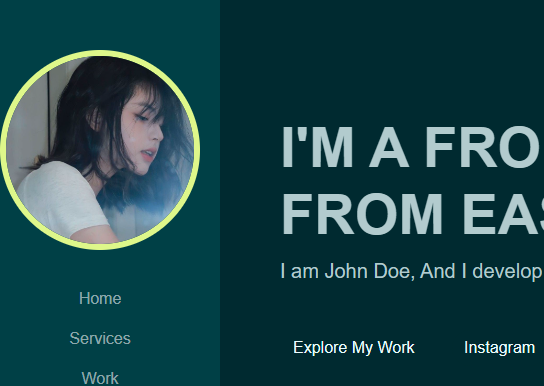 Home
Services
Work
I'M A FRO
FROM EAS
I am John Doe, And I develop
Explore My Work
Instagram